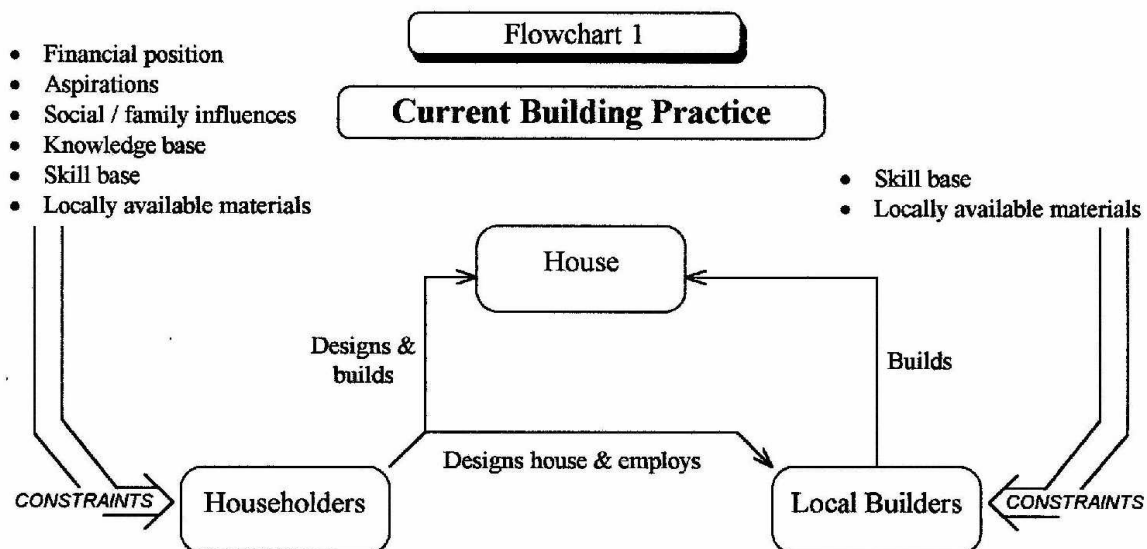 Flowchart 1
Current Building Practice
• Financial position
• Aspirations
• Social / family influences
• Knowledge base
• Skill base
• Locally available materials
• Skill base
• Locally available materials
House
Designs &
builds
Builds
Designs house & employs
CONSTRAINTS
Householders
Local Builders
CONSTRAINTS